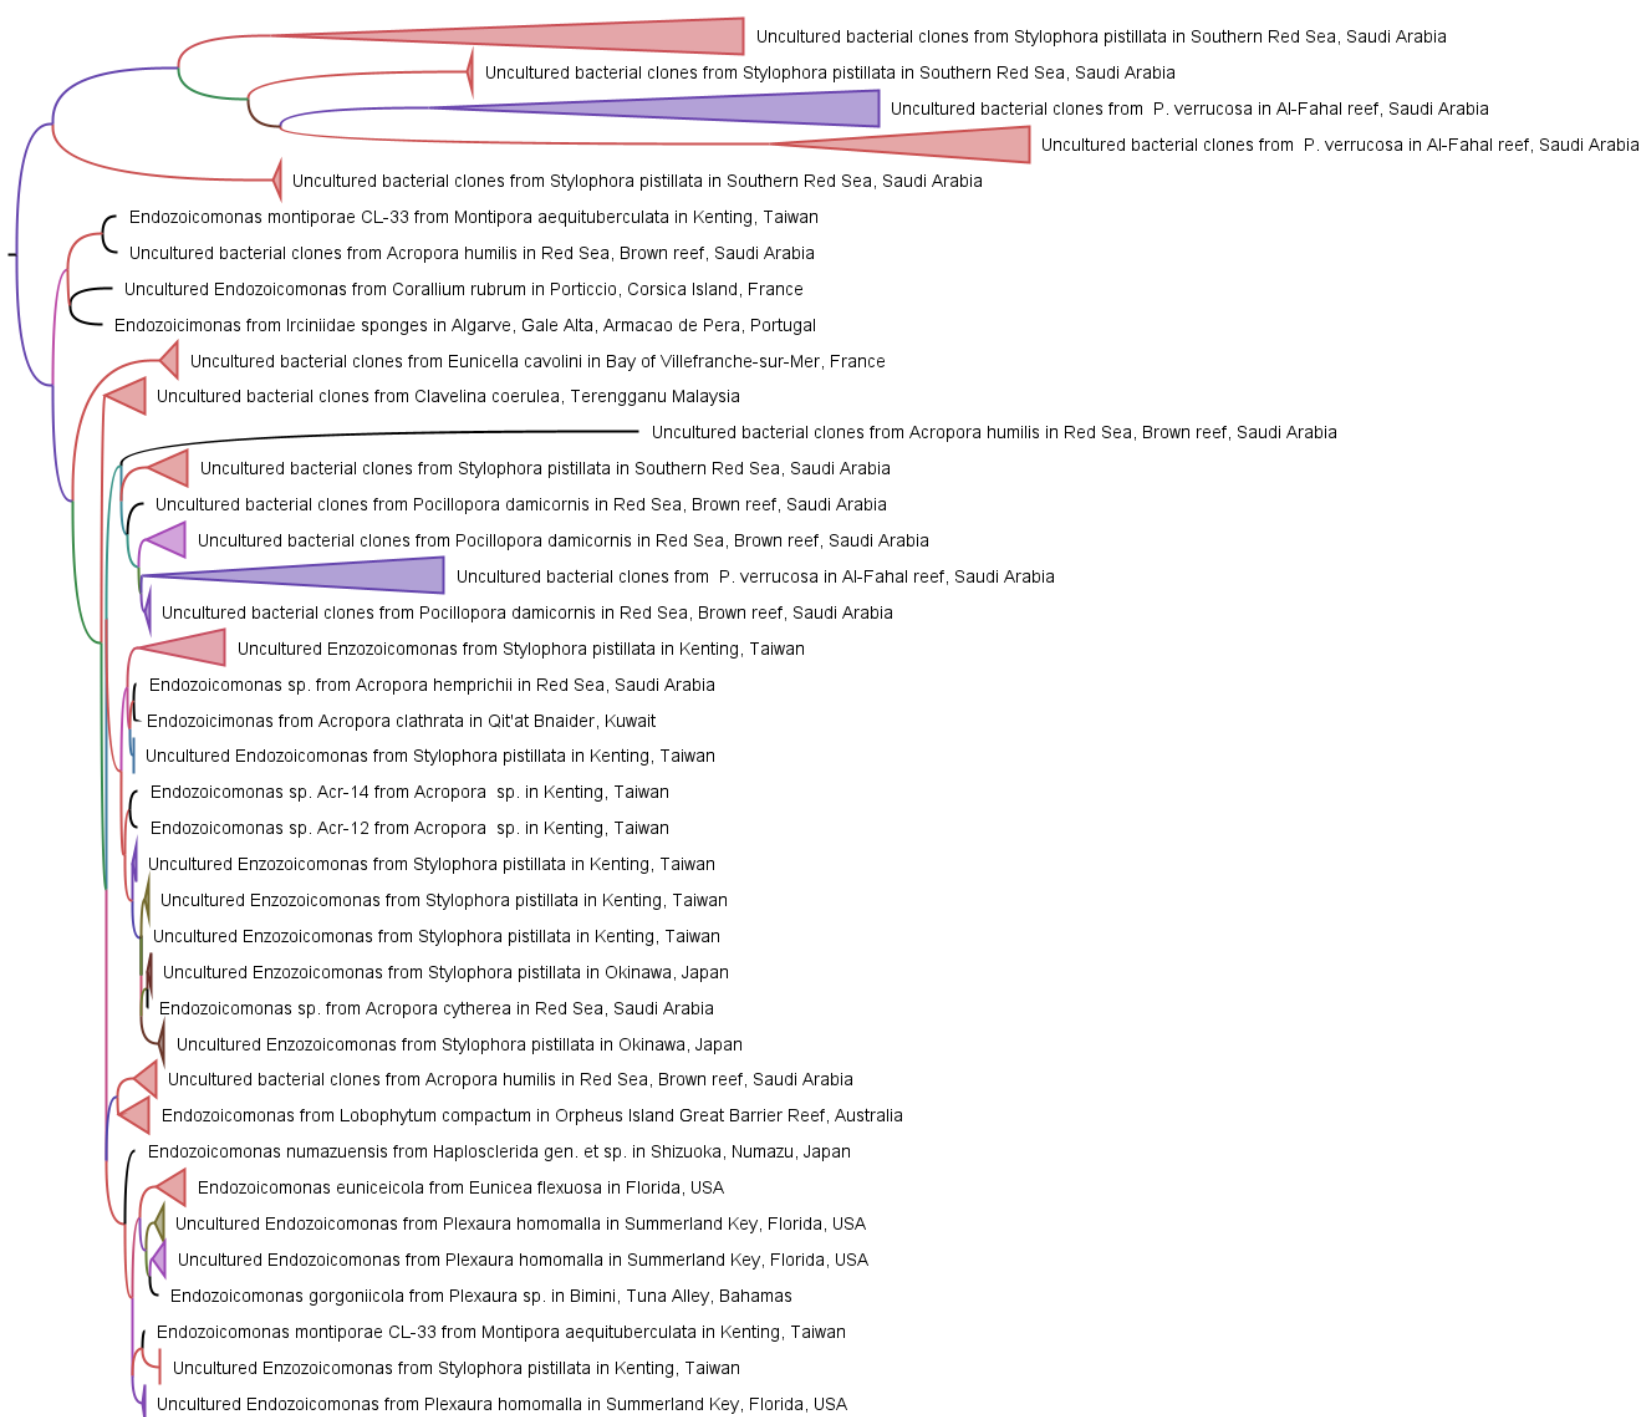 Uncultured bacterial clones from Stylophora pistillata in Southern Red Sea, Saudi Arabia
Uncultured bacterial clones from Stylophora pistillata in Southern Red Sea, Saudi Arabia
Uncultured bacterial clones from  P. verrucosa in Al-Fahal reef, Saudi Arabia
Uncultured bacterial clones from  P. verrucosa in Al-Fahal reef, Saudi Arabia
Uncultured bacterial clones from Stylophora pistillata in Southern Red Sea, Saudi Arabia
Endozoicomonas montiporae CL-33 from Montipora aequituberculata in Kenting, Taiwan
Uncultured bacterial clones from Acropora humilis in Red Sea, Brown reef, Saudi Arabia
Uncultured Endozoicomonas from Corallium rubrum in Porticcio, Corsica Island, France
Endozoicimonas from Irciniidae sponges in Algarve, Gale Alta, Armacao de Pera, Portugal
Uncultured bacterial clones from Eunicella cavolini in Bay of Villefranche-sur-Mer, France
Uncultured bacterial clones from Clavelina coerulea, Terengganu Malaysia
Uncultured bacterial clones from Acropora humilis in Red Sea, Brown reef, Saudi Arabia
Uncultured bacterial clones from Stylophora pistillata in Southern Red Sea, Saudi Arabia
Uncultured bacterial clones from Pocillopora damicornis in Red Sea, Brown reef, Saudi Arabia
Uncultured bacterial clones from Pocillopora damicornis in Red Sea, Brown reef, Saudi Arabia
Uncultured bacterial clones from  P. verrucosa in Al-Fahal reef, Saudi Arabia
Uncultured bacterial clones from Pocillopora damicornis in Red Sea, Brown reef, Saudi Arabia
Uncultured Enzozoicomonas from Stylophora pistillata in Kenting, Taiwan
Endozoicomonas sp. from Acropora hemprichii in Red Sea, Saudi Arabia
Endozoicimonas from Acropora clathrata in Qit'at Bnaider, Kuwait
Uncultured Endozoicomonas from Stylophora pistillata in Kenting, Taiwan
Endozoicomonas sp. Acr-14 from Acropora  sp. in Kenting, Taiwan
Endozoicomonas sp. Acr-12 from Acropora  sp. in Kenting, Taiwan
Uncultured Enzozoicomonas from Stylophora pistillata in Kenting, Taiwan
Uncultured Enzozoicomonas from Stylophora pistillata in Kenting, Taiwan
Uncultured Enzozoicomonas from Stylophora pistillata in Kenting, Taiwan
Uncultured Enzozoicomonas from Stylophora pistillata in Okinawa, Japan
Endozoicomonas sp. from Acropora cytherea in Red Sea, Saudi Arabia
Uncultured Enzozoicomonas from Stylophora pistillata in Okinawa, Japan
Uncultured bacterial clones from Acropora humilis in Red Sea, Brown reef, Saudi Arabia
Endozoicomonas from Lobophytum compactum in Orpheus Island Great Barrier Reef, Australia
Endozoicomonas numazuensis from Haplosclerida gen. et sp. in Shizuoka, Numazu, Japan
Endozoicomonas euniceicola from Eunicea flexuosa in Florida, USA
Uncultured Endozoicomonas from Plexaura homomalla in Summerland Key, Florida, USA
Uncultured Endozoicomonas from Plexaura homomalla in Summerland Key, Florida, USA
Endozoicomonas gorgoniicola from Plexaura sp. in Bimini, Tuna Alley, Bahamas
Endozoicomonas montiporae CL-33 from Montipora aequituberculata in Kenting, Taiwan
Uncultured Enzozoicomonas from Stylophora pistillata in Kenting, Taiwan
Uncultured Endozoicomonas from Plexaura homomalla in Summerland Key, Florida, USA